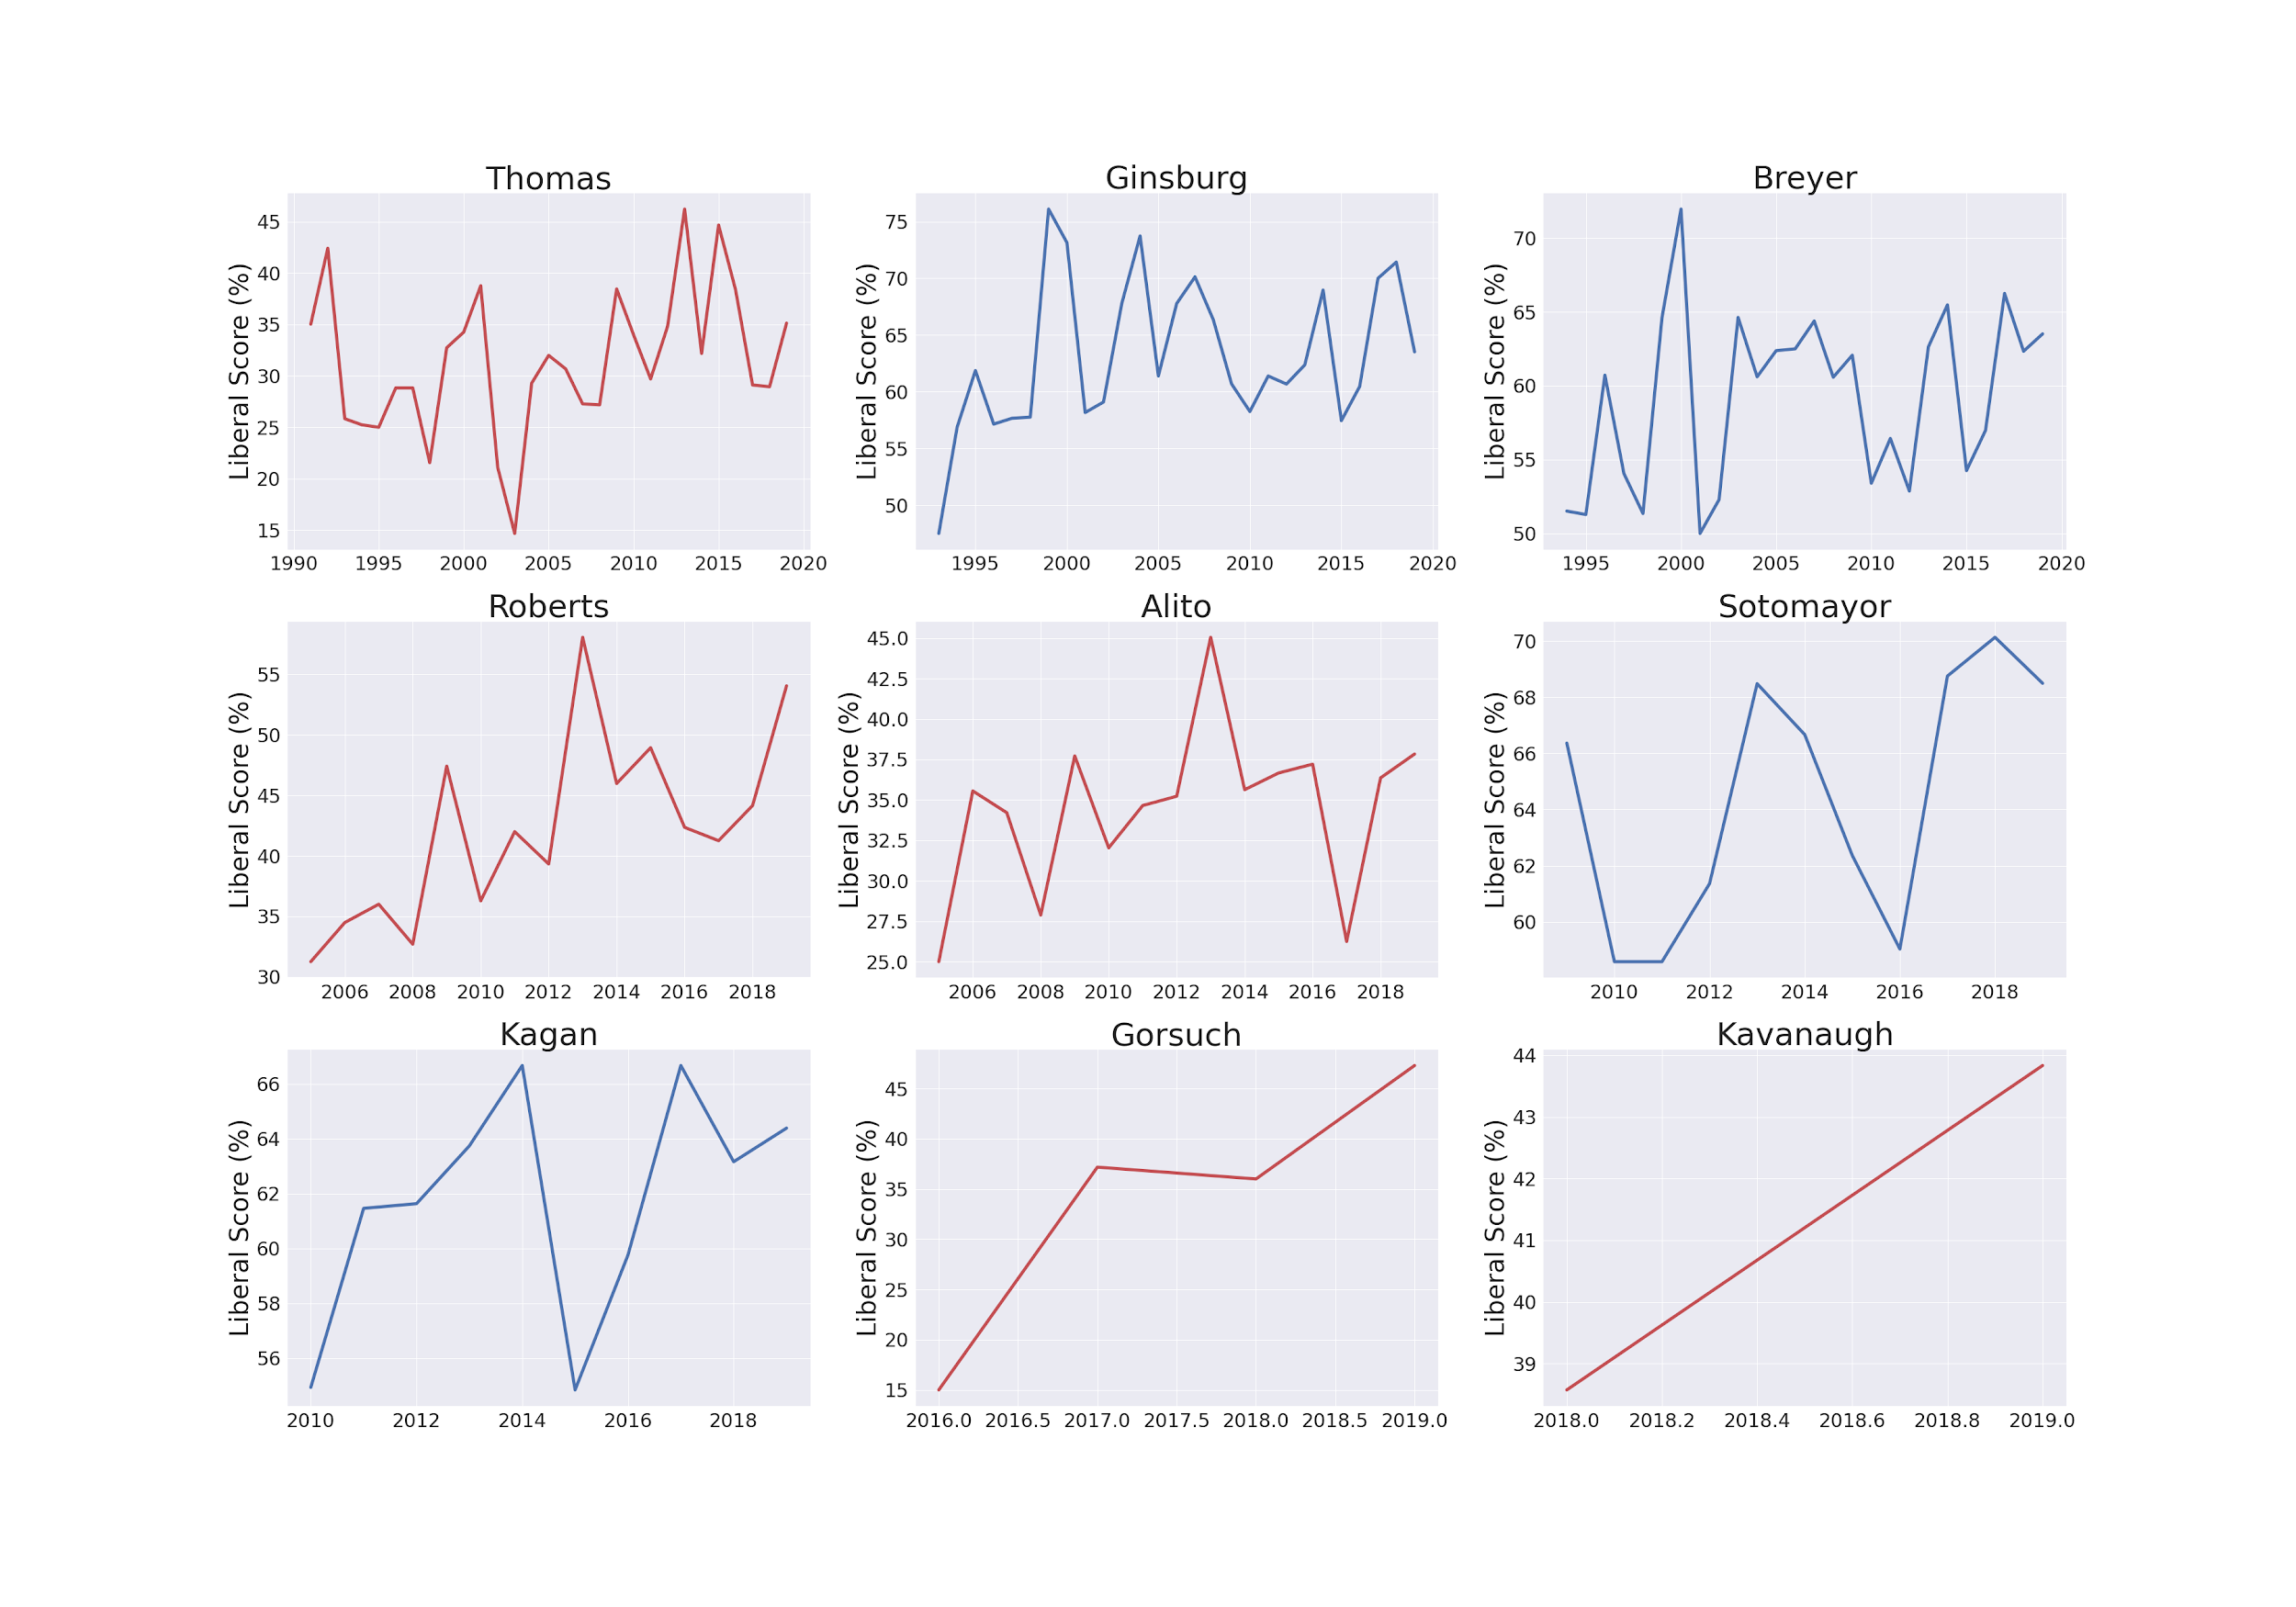 Thomas
Liberal Score (%)
45
40
35
30
25
20
15
1990 1995 2000 2005 2010 2015 2020
Ginsburg
Liberal Score (%)
75
70
65
60
55
50
1995 2000 2005 2010 2015 2020
Breyer
Liberal Score (%)
70
65
60
55
50
1995 2000 2005 2010 2015 2020
Roberts
Liberal Score (%)
55
50
45
40
35
30
2006 2008 2010 2012 2014 2016 2018
Alito
Liberal Score (%)
45.0
42.5
40.0
37.5
35.0
32.5
30.0
27.5
25.0
2006 2008 2010 2012 2014 2016 2018
Sotomayor
Liberal Score (%)
70
68
66
64
62
60
2010 2012 2014 2016 2018
Kagan
Liberal Score (%)
66
64
62
60
58
56
2010 2012 2014 2016 2018
Gorsuch
Liberal Score (%)
45
40
35
30
25
20
15
2016.0 2016.5 2017.0 2017.5 2018.0 2018.5 2019.0
Kavanaugh
Liberal Score (%)
44
43
42
41
40
39
2018.0 2018.2 2018.4 2018.6 2018.8 2019.0